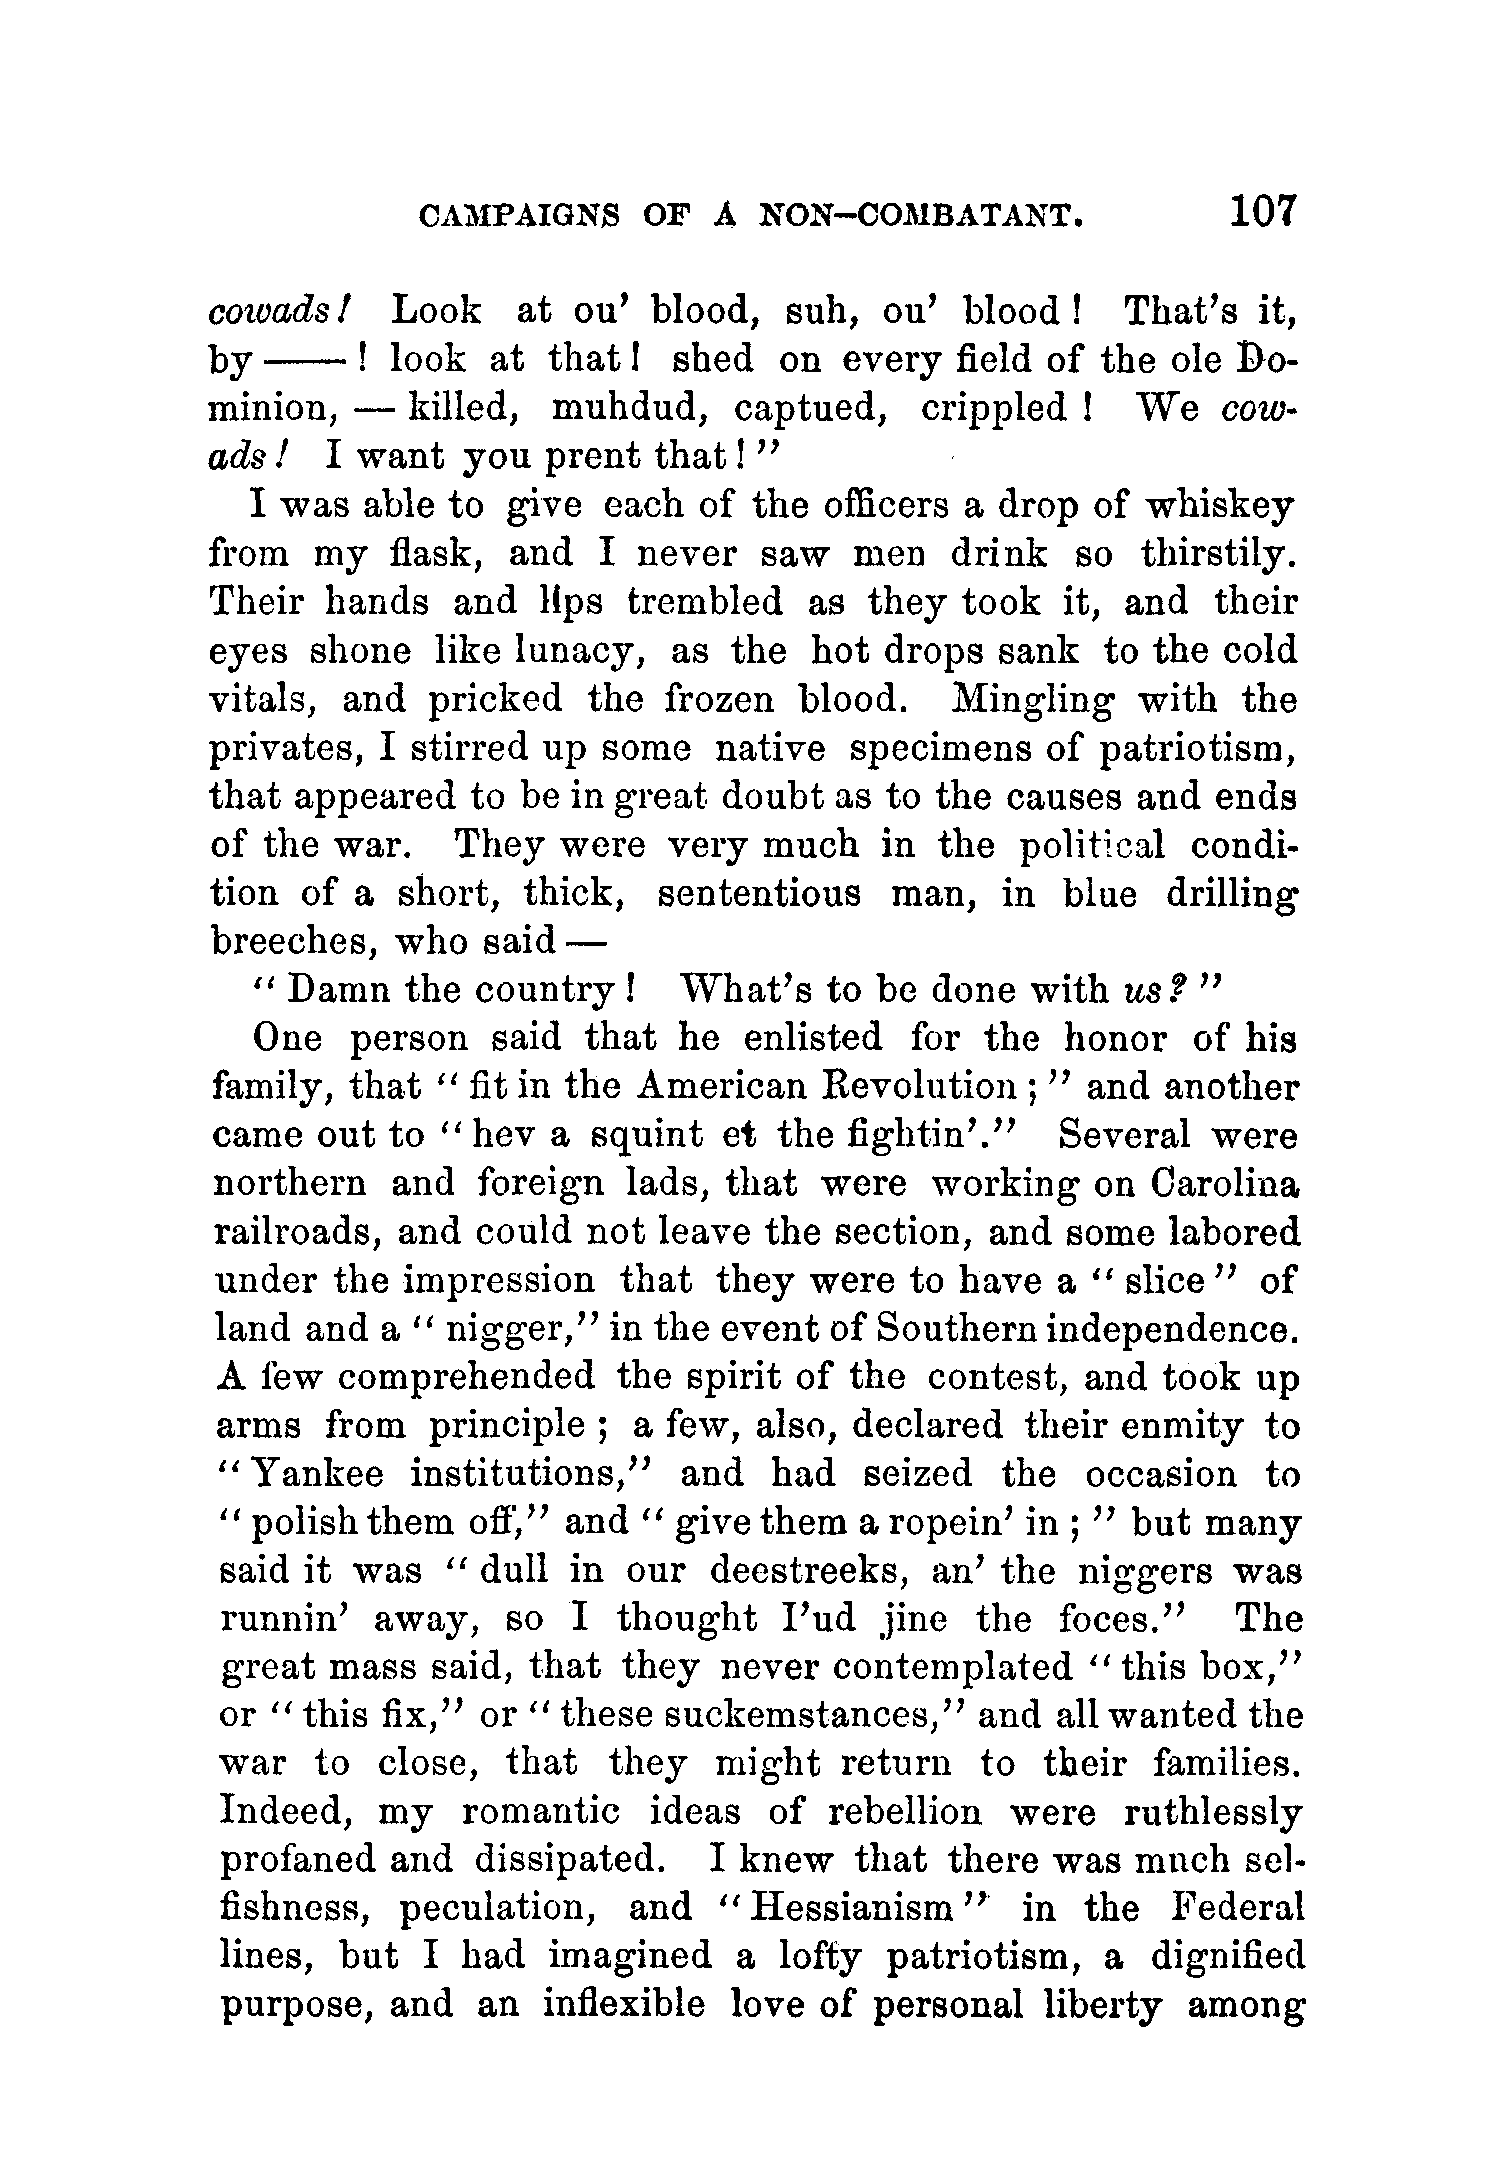 CAMPAIGNS OF A NON-COMBATANT. 107
cowads! Look at ou' blood, suh, ou' blood! That's it,
by ——! look at that! shed on every field of the ole Do-
minion, — killed, muhdud, captued, crippled! We cow-
ads! I want you prent that!"
I was able to give each of the officers a drop of whiskey
from my flask, and I never saw men drink so thirstily.
Their hands and lips trembled as they took it, and their
eyes shone like lunacy, as the hot drops sank to the cold
vitals, and pricked the frozen blood. Mingling with the
privates, I stirred up some native specimens of patriotism,
that appeared to be in great doubt as to the causes and ends
of the war. They were very much in the political condi-
tion of a short, thick, sententious man, in blue drilling
breeches, who said —
"Damn the country! What's to be done with us?"
One person said that he enlisted for the honor of his
family, that "fit in the American Revolution;" and another
came out to "hev a squint et the fightin'." Several were
northern and foreign lads, that were working on Carolina
railroads, and could not leave the section, and some labored
under the impression that they were to have a "slice" of
land and a "nigger," in the event of Southern independence.
A few comprehended the spirit of the contest, and took up
arms from principle; a few, also, declared their enmity to
"Yankee institutions," and had seized the occasion to
"polish them off," and "give them a ropein' in;" but many
said it was "dull in our deestreeks, an' the niggers was
runnin' away, so I thought I'ud jine the foces." The
great mass said, that they never contemplated "this box,"
or "this fix," or "these suckemstances," and all wanted the
war to close, that they might return to their families.
Indeed, my romantic ideas of rebellion were ruthlessly
profaned and dissipated. I knew that there was much sel-
fishness, peculation, and "Hessianism" in the Federal
lines, but I had imagined a lofty patriotism, a dignified
purpose, and an inflexible love of personal liberty among